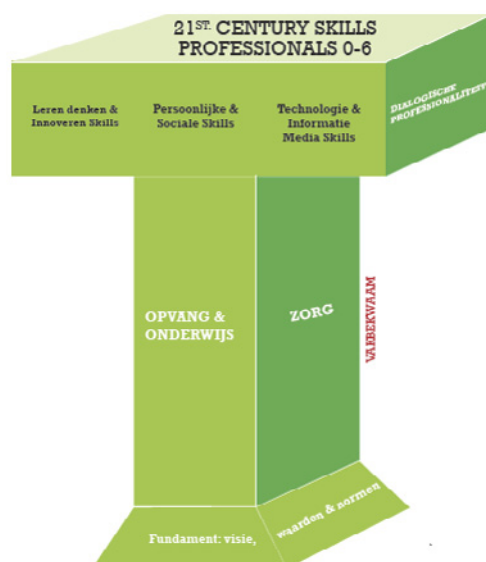 21ST. CENTURY SKILLS
PROFESSIONALS 0-6
Leren denken &
Innoveren Skills
Persoonlijke &
Sociale Skills
Technologie &
Informatie
Media Skills
DIALOGISCHE
PROFESSIONALITEIT
OPVANG &
ONDERWIJS
ZORG
VAKBEKWAAM
Fundament: visie,
waarden & normen